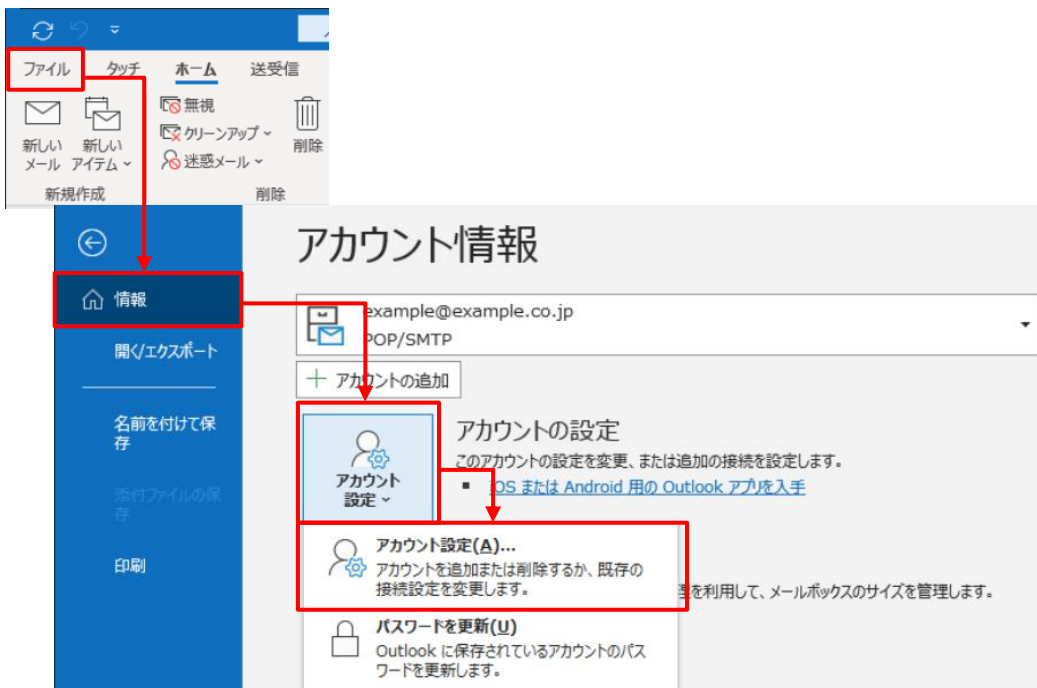 ファイル
タッチ
ホーム
送受信
新しい
メール
新しい
アイテム
無視
クリーンアップ
迷惑メール
削除
新規作成
削除
アカウント情報
情報
開く/エクスポート
名前を付けて保
存
添付ファイルの保
存
印刷
example@example.co.jp
POP/SMTP
アカウントの追加
アカウント
設定
アカウントの設定
このアカウントの設定を変更、または追加の接続を設定します。
iOS または Android 用の Outlook アプリを入手
アカウント設定(A)...
アカウントを追加または削除するか、既存の
接続設定を変更します。
理を利用して、メールボックスのサイズを管理します。
パスワードを更新(U)
Outlook に保存されているアカウントのパス
ワードを更新します。